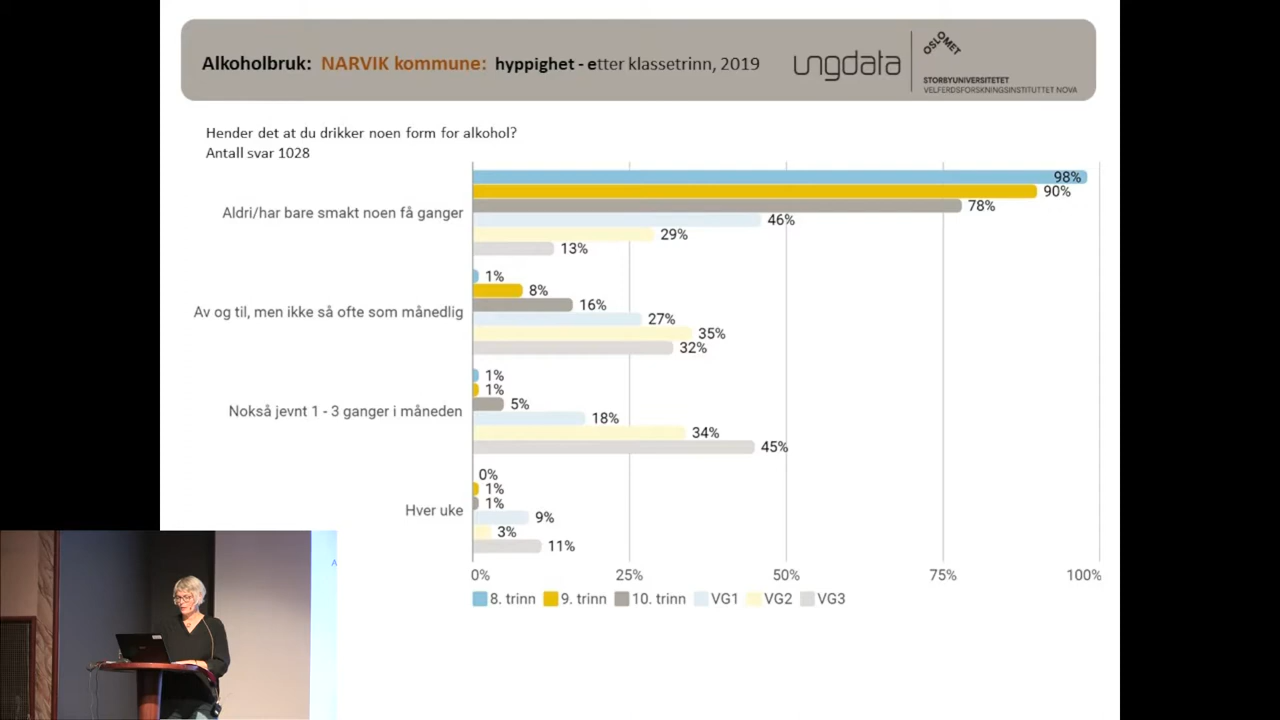 Alkoholbruk: NARVIK kommune: hyppighet - etter klassetrinn, 2019
ungdata
OSLOMET
STORBYUNIVERSITETET
VELFERDSFORSKNINGSINSTITUTTET NOVA
Hender det at du drikker noen form for alkohol?
Antall svar 1028
Aldri/har bare smakt noen få ganger
98%
90%
78%
46%
29%
13%
Av og til, men ikke så ofte som månedlig
1%
8%
16%
27%
35%
32%
Nokså jevnt 1 - 3 ganger i måneden
1%
1%
5%
18%
34%
45%
Hver uke
0%
1%
1%
9%
3%
11%
0% 25% 50% 75% 100%
8. trinn 9. trinn 10. trinn VG1 VG2 VG3
A